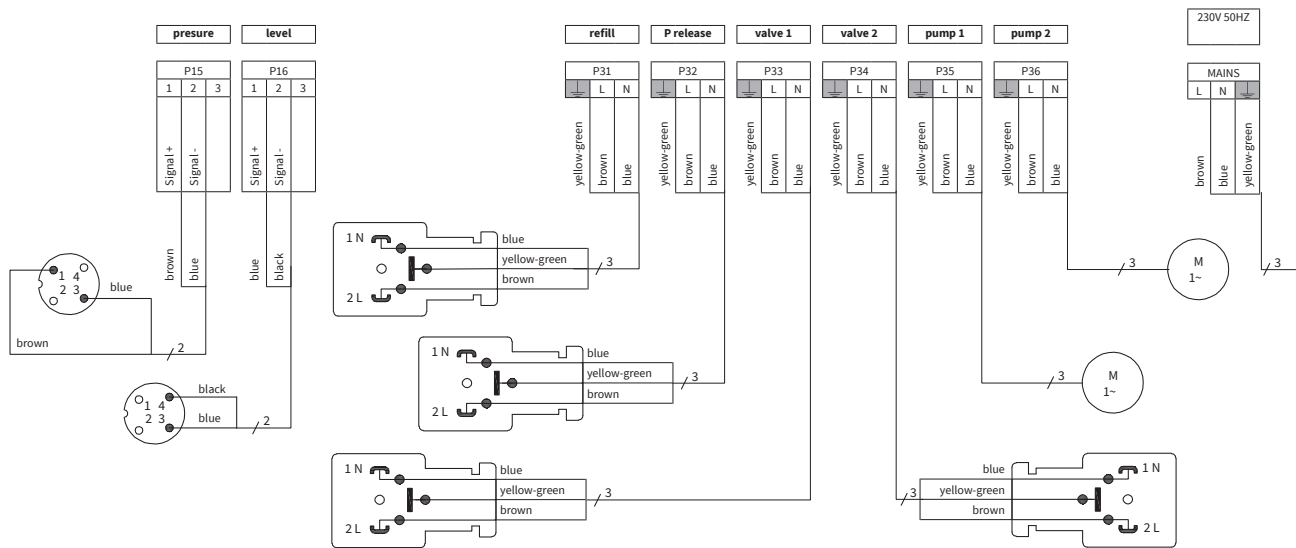 presure level refill P release valve 1 valve 2 pump 1 pump 2 230V 50HZ
P15 P16 P31 P32 P33 P34 P35 P36 MAINS
1 2 3 1 2 3 L N L N L N L N L N L N L N
Signal + Signal - Signal + Signal - yellow-green brown blue yellow-green brown blue yellow-green brown blue yellow-green brown blue yellow-green brown blue yellow-green brown blue brown blue yellow-green
brown blue blue black
1 N blue
yellow-green 3
2 L brown
3 M 1~
3
1 4
2 3 blue
brown 2
1 N blue
yellow-green 3
2 L brown
3 M 1~
black
1 4
2 3 blue 2
1 N blue
yellow-green 3
2 L brown
blue 1 N
3 yellow-green
brown 2 L